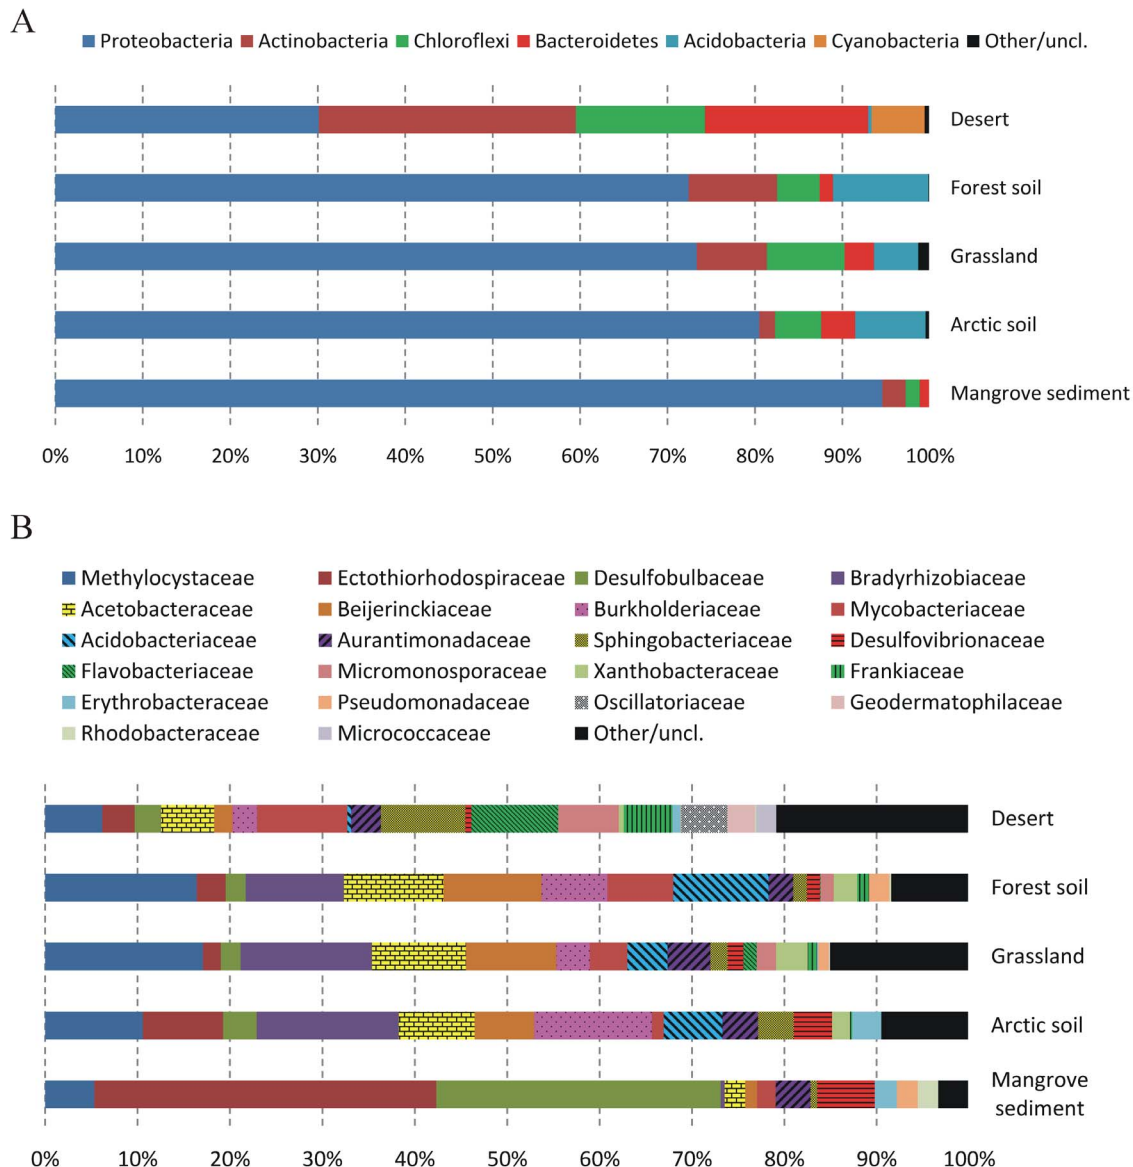 A
Proteobacteria Actinobacteria Chloroflexi Bacteroidetes Acidobacteria Cyanobacteria Other/uncl.
Desert
Forest soil
Grassland
Arctic soil
Mangrove sediment
0% 10% 20% 30% 40% 50% 60% 70% 80% 90% 100%
B
Methylocystaceae Ectothiorhodospiraceae Desulfobulbaceae Bradyrhizobiaceae
Acetobacteraceae Beijerinckiaceae Burkholderiaceae Mycobacteriaceae
Acidobacteriaceae Aurantimonadaceae Sphingobacteriaceae Desulfovibrionaceae
Flavobacteriaceae Micromonosporaceae Xanthobacteraceae Frankiaceae
Erythrobacteraceae Pseudomonadaceae Oscillatoriaceae Geodermatophilaceae
Rhodobacteraceae Micrococcaceae Other/uncl.
Desert
Forest soil
Grassland
Arctic soil
Mangrove
sediment
0% 10% 20% 30% 40% 50% 60% 70% 80% 90% 100%